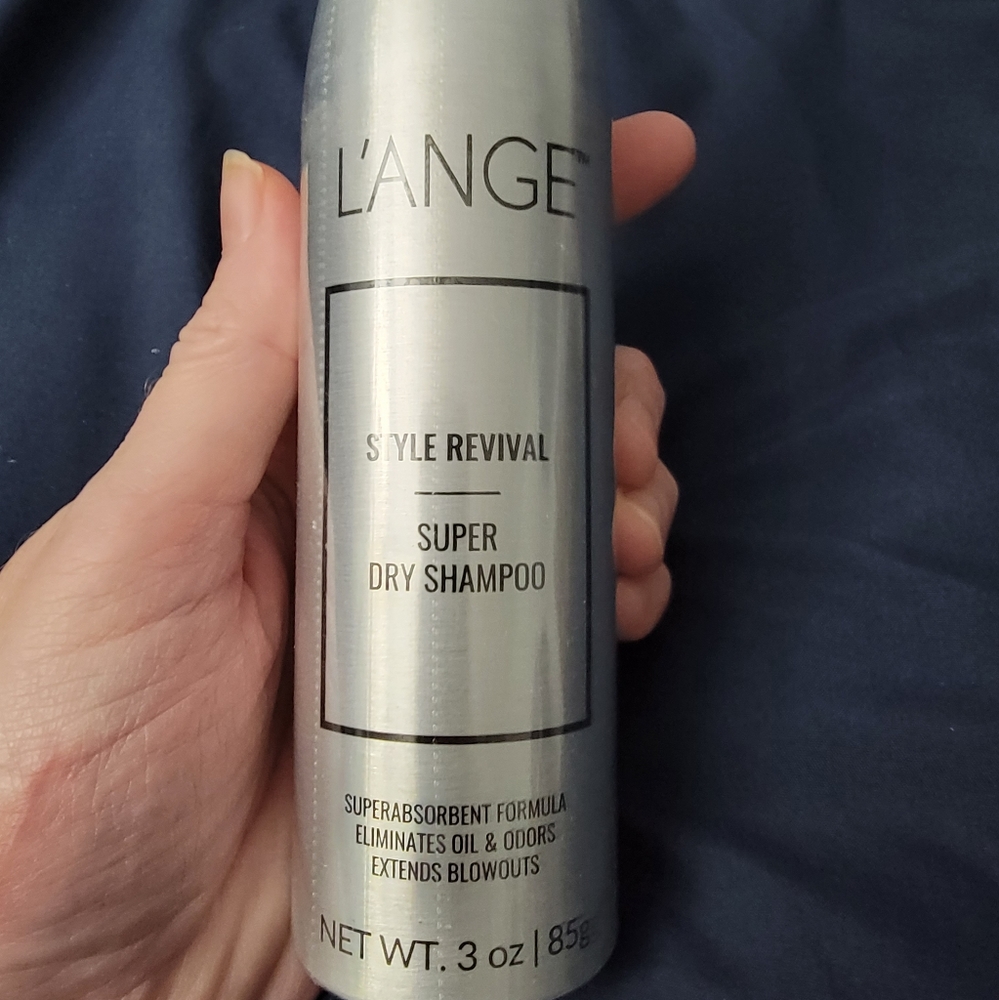 L'ANGE™
STYLE REVIVAL
SUPER
DRY SHAMPOO
SUPERABSORBENT FORMULA
ELIMINATES OIL & ODORS
EXTENDS BLOWOUTS
NET WT. 3 oz | 85g